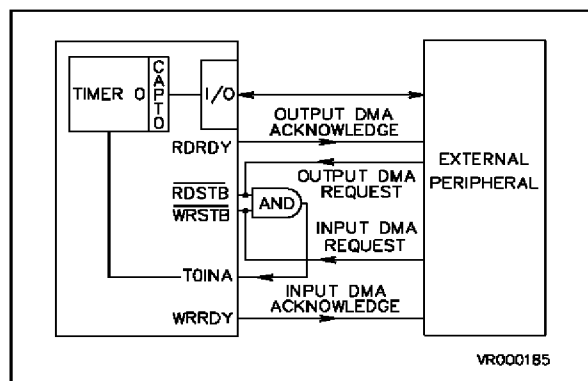 TIMER 0
CAPTO
I/O
OUTPUT DMA
ACKNOWLEDGE
RDRDY
OUTPUT DMA
REQUEST
RDSTB
WRSTB
AND
INPUT DMA
REQUEST
TOINA
INPUT DMA
ACKNOWLEDGE
WRRDY
EXTERNAL
PERIPHERAL
VR000185